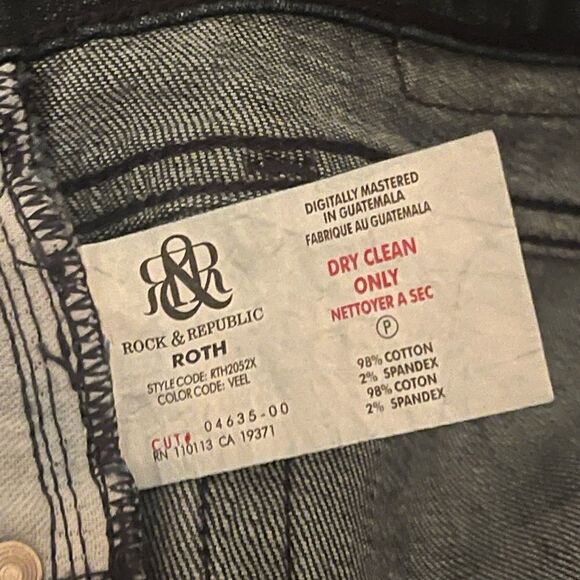 R&R
ROCK & REPUBLIC
ROTH
STYLE CODE: RTH2052X
COLOR CODE: VEEL
CUT# 04635-00
RN 110113 CA 19371
DIGITALLY MASTERED
IN GUATEMALA
FABRIQUE AU GUATEMALA
DRY CLEAN
ONLY
NETTOYER A SEC
P
98% COTTON
2% SPANDEX
98% COTON
2% SPANDEX